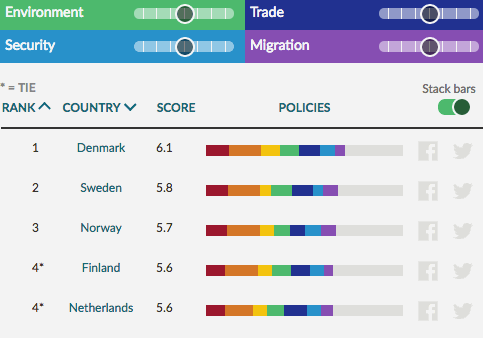 Environment
Trade
Security
Migration
* = TIE
Stack bars
RANK COUNTRY SCORE POLICIES
1 Denmark 6.1
2 Sweden 5.8
3 Norway 5.7
4* Finland 5.6
4* Netherlands 5.6